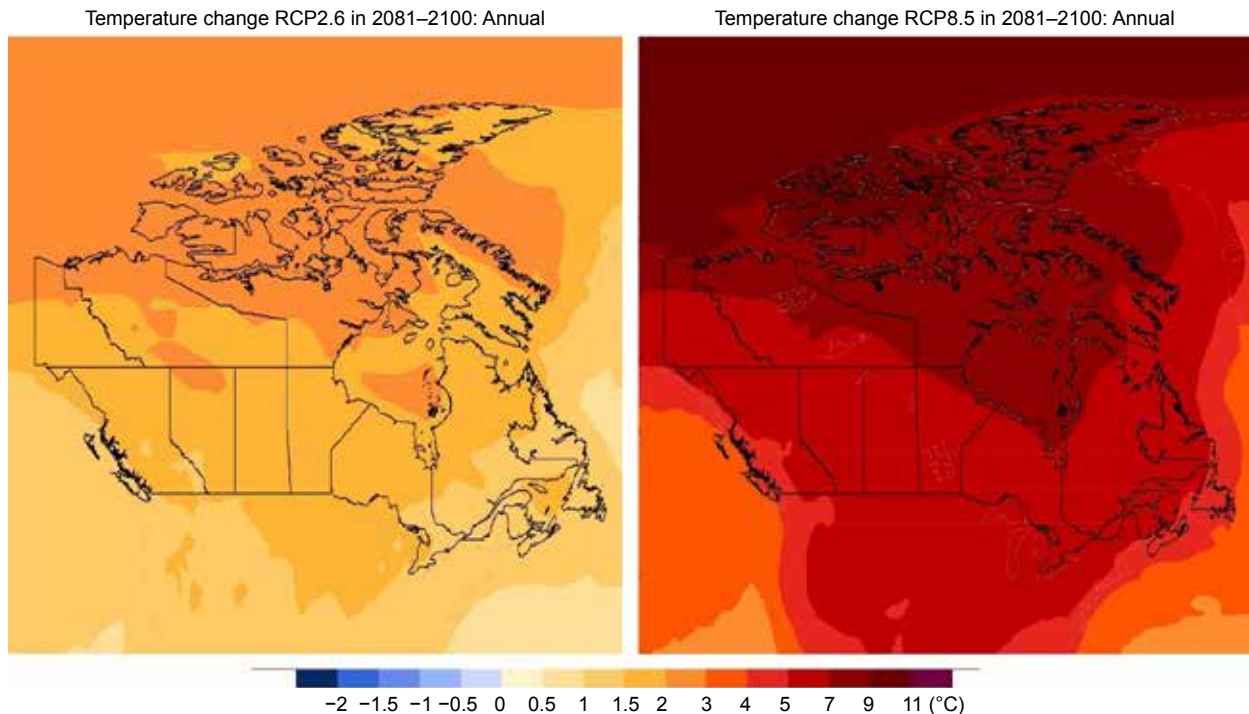 Temperature change RCP2.6 in 2081–2100: Annual
Temperature change RCP8.5 in 2081–2100: Annual
−2 −1.5 −1 −0.5 0 0.5 1 1.5 2 3 4 5 7 9 11 (°C)